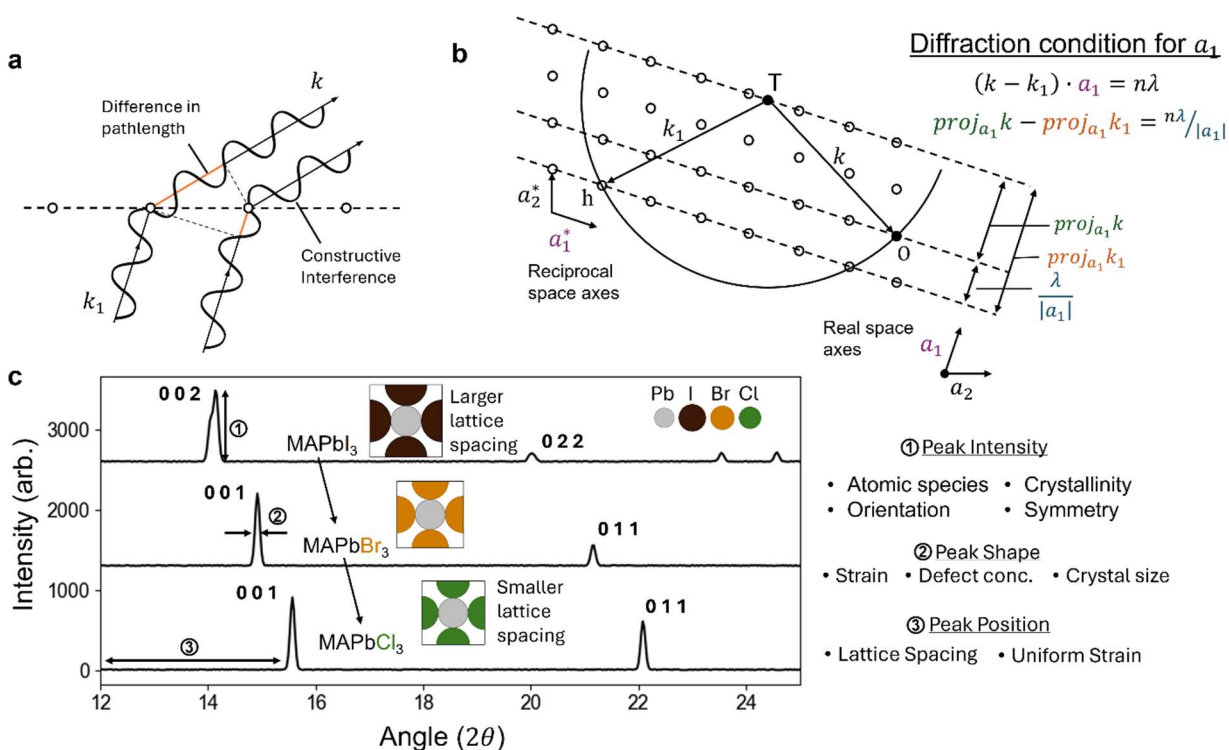 a
Difference in
pathlength
k
Constructive
Interference
k₁
b
T
k₁
k
h
O
a₂*
a₁*
Reciprocal
space axes
Diffraction condition for a₁
(k − k₁) · a₁ = nλ
proj_{a₁}k − proj_{a₁}k₁ = nλ/|a₁|
proj_{a₁}k
proj_{a₁}k₁
λ
|a₁|
Real space
axes
a₁
a₂
c
Intensity (arb.)
3000
2000
1000
0
0 0 2
①
MAPbI₃
Larger
lattice
spacing
0 2 2
Pb I Br Cl
0 0 1
②
MAPbBr₃
0 1 1
0 0 1
③
MAPbCl₃
Smaller
lattice
spacing
0 1 1
12 14 16 18 20 22 24
Angle (2θ)
① Peak Intensity
• Atomic species • Crystallinity
• Orientation • Symmetry
② Peak Shape
• Strain • Defect conc. • Crystal size
③ Peak Position
• Lattice Spacing • Uniform Strain